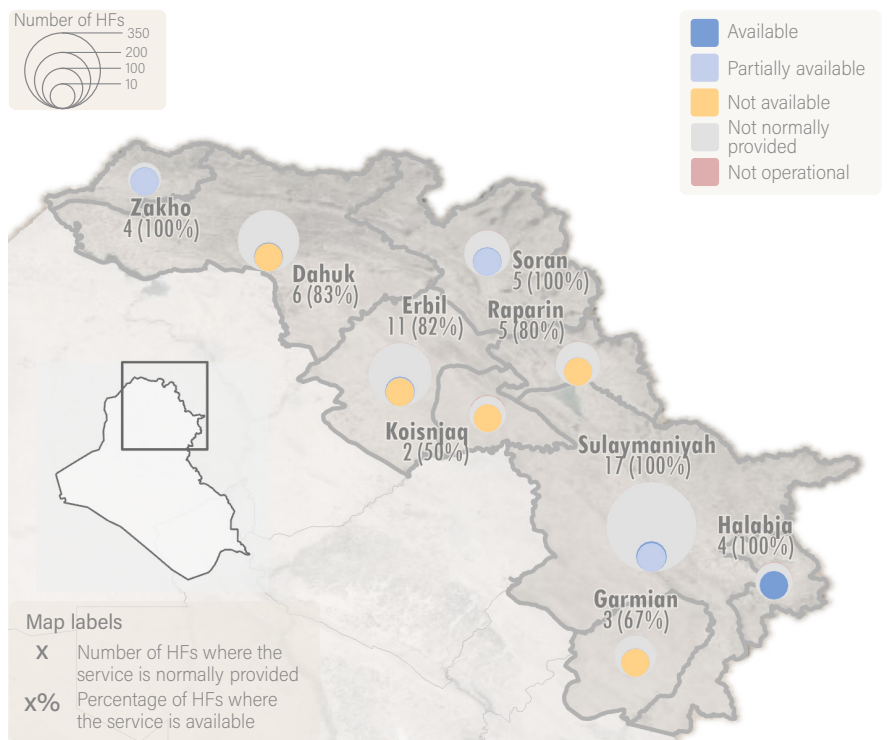 Number of HFs
350
200
100
10
Available
Partially available
Not available
Not normally
provided
Not operational
Zakho
4 (100%)
Dahuk
6 (83%)
Soran
5 (100%)
Erbil
11 (82%)
Raparin
5 (80%)
Koisnjaq
2 (50%)
Sulaymaniyah
17 (100%)
Halabja
4 (100%)
Garmian
3 (67%)
Map labels
X
Number of HFs where the
service is normally provided
x%
Percentage of HFs where
the service is available